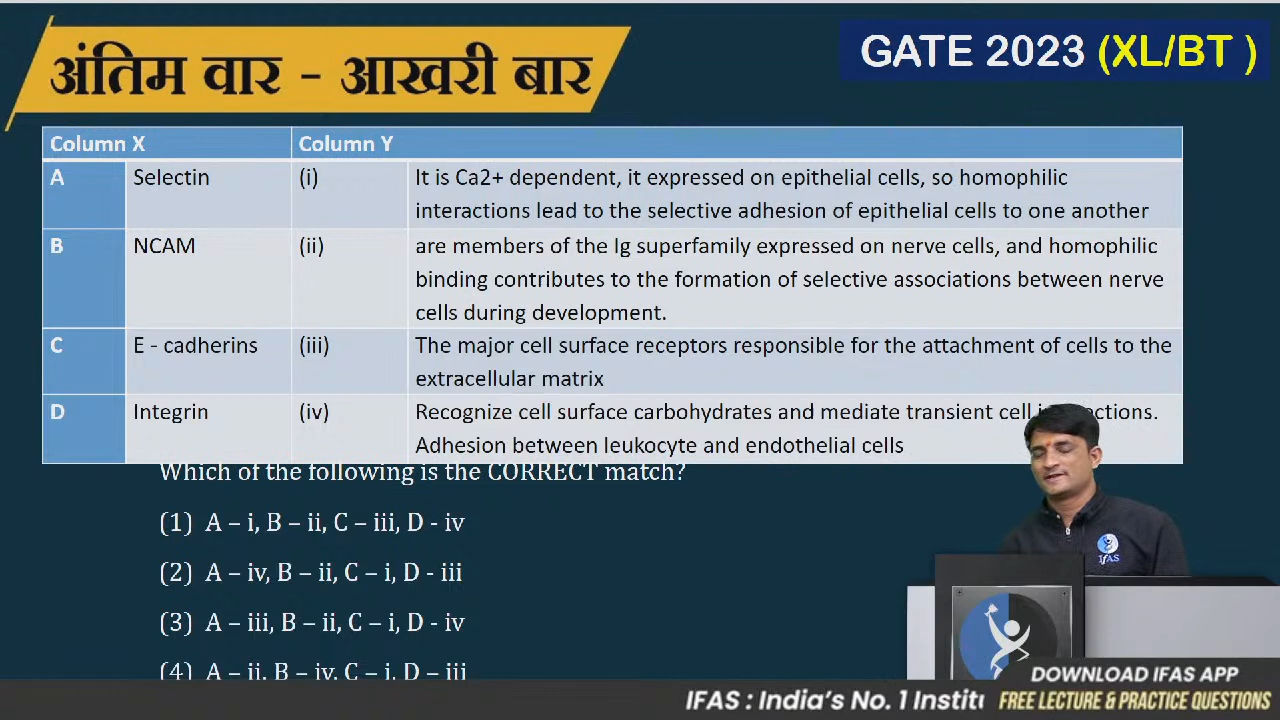 अंतिम वार - आखरी बार
GATE 2023 (XL/BT )
Column X Column Y
A Selectin (i) It is Ca2+ dependent, it expressed on epithelial cells, so homophilic
interactions lead to the selective adhesion of epithelial cells to one another
B NCAM (ii) are members of the Ig superfamily expressed on nerve cells, and homophilic
binding contributes to the formation of selective associations between nerve
cells during development.
C E - cadherins (iii) The major cell surface receptors responsible for the attachment of cells to the
extracellular matrix
D Integrin (iv) Recognize cell surface carbohydrates and mediate transient cell
Adhesion between leukocyte and endothelial cells
Which of the following is the CORRECT match?
(1) A – i, B – ii, C – iii, D - iv
(2) A – iv, B – ii, C – i, D - iii
(3) A – iii, B – ii, C – i, D - iv
(4) A – ii, B – iv, C – i, D – iii
IFAS
DOWNLOAD IFAS APP
IFAS : India's No. 1 FREE LECTURE & PRACTICE QUESTIONS